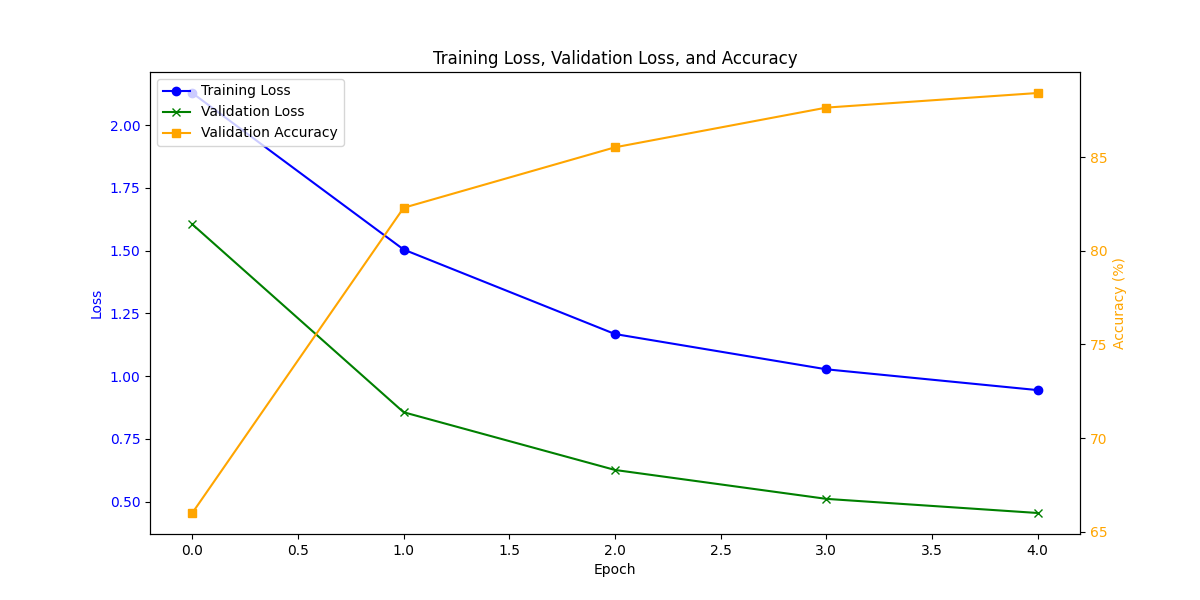 Training Loss, Validation Loss, and Accuracy
Training Loss
Validation Loss
Validation Accuracy
Loss
2.00
1.75
1.50
1.25
1.00
0.75
0.50
85
80
75
70
65
Accuracy (%)
0.0 0.5 1.0 1.5 2.0 2.5 3.0 3.5 4.0
Epoch